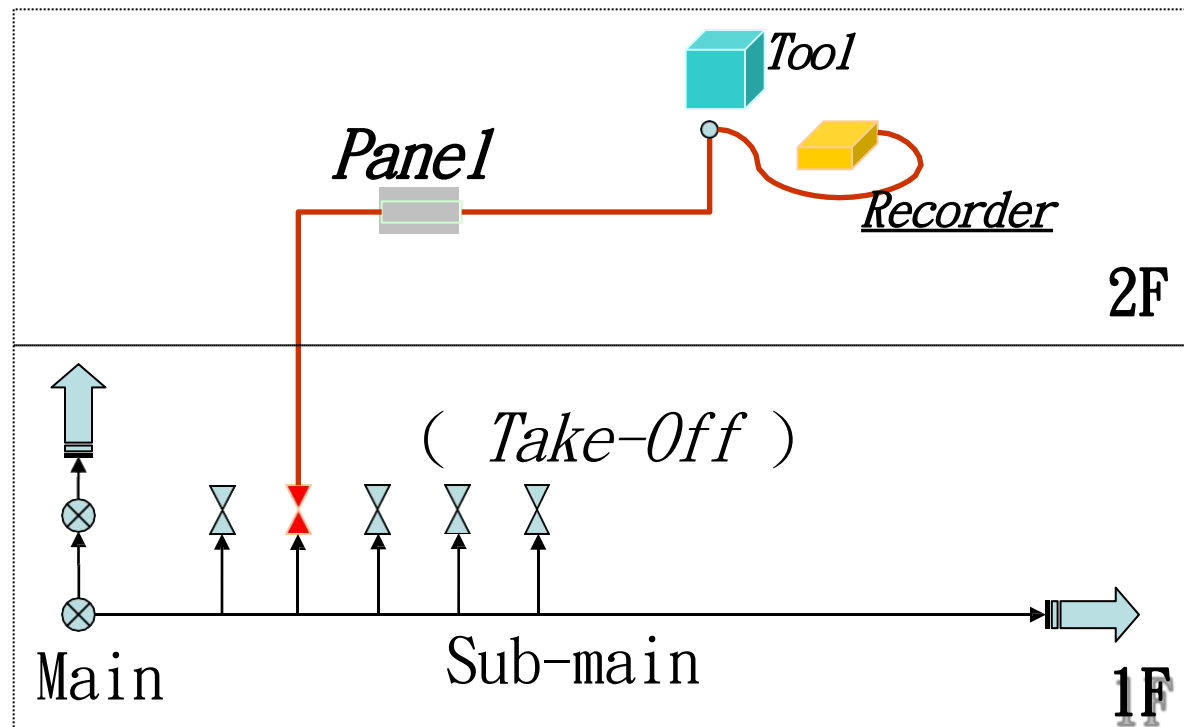 Tool
Panel
Recorder
2F
( Take-Off )
Sub-main
Main
1F